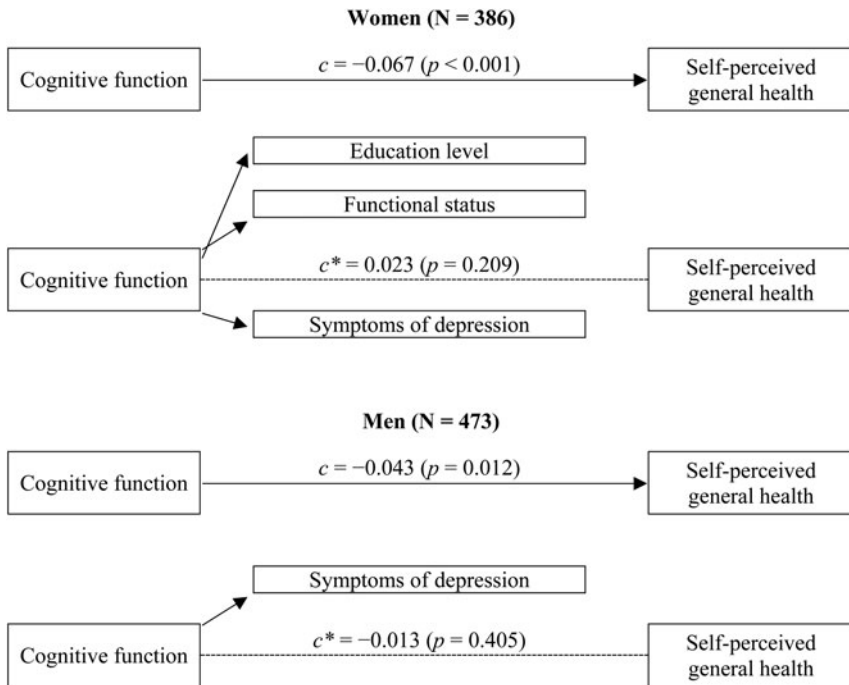 Women (N = 386)
Cognitive function
c = −0.067 (p < 0.001)
Self-perceived
general health
Education level
Functional status
Cognitive function
c* = 0.023 (p = 0.209)
Self-perceived
general health
Symptoms of depression
Men (N = 473)
Cognitive function
c = −0.043 (p = 0.012)
Self-perceived
general health
Symptoms of depression
Cognitive function
c* = −0.013 (p = 0.405)
Self-perceived
general health